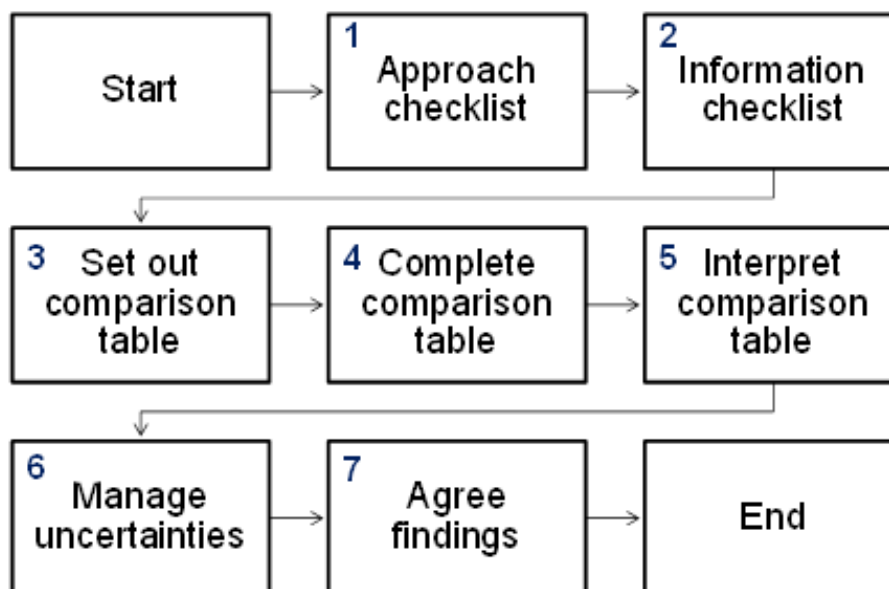 Start
1
Approach
checklist
2
Information
checklist
3
Set out
comparison
table
4
Complete
comparison
table
5
Interpret
comparison
table
6
Manage
uncertainties
7
Agree
findings
End